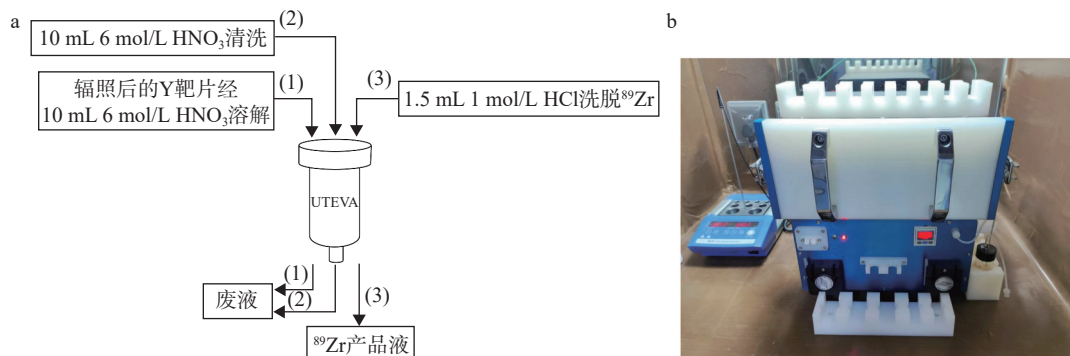 a
b
10 mL 6 mol/L HNO₃清洗
(2)
辐照后的Y靶片经
10 mL 6 mol/L HNO₃溶解
(1)
(3)
1.5 mL 1 mol/L HCl洗脱⁸⁹Zr
UTEVA
(1)
(2)
(3)
废液
⁸⁹Zr产品液